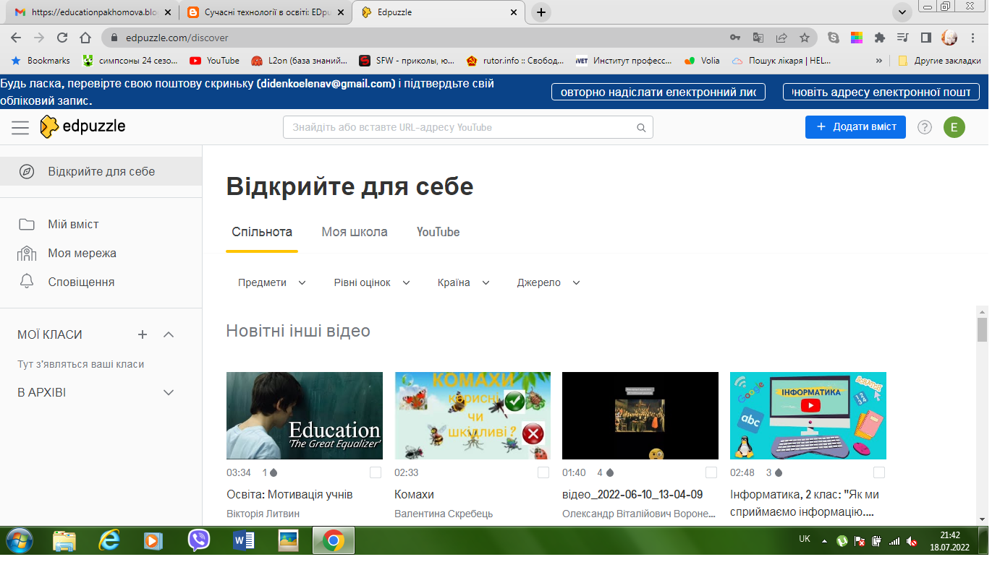 https://educationpakhomova.blo
Сучасні технології в освіті: EDpu
Edpuzzle
edpuzzle.com/discover
Bookmarks
симпсоны 24 сезо...
YouTube
L2on (база знаний...
SFW - приколы, ю...
rutor.info :: Свобод...
Институт професс...
Volia
Пошук лікаря | HEL...
»
Другие закладки
Будь ласка, перевірте свою поштову скриньку (didenkoelenav@gmail.com) і підтвердьте свій
обліковий запис.
овторно надіслати електронний лис
новіть адресу електронної пошт
edpuzzle
Знайдіть або вставте URL-адресу YouTube
+ Додати вміст
?
E
Відкрийте для себе
Мій вміст
Моя мережа
Сповіщення
МОЇ КЛАСИ
Тут з'являться ваші класи
В АРХІВІ
Відкрийте для себе
Спільнота
Моя школа
YouTube
Предмети
Рівні оцінок
Країна
Джерело
Новітні інші відео
Education
'The Great Equalizer'
КОМАХИ
корисні
чи
шкідливі ?
Google
abc
ІНФОРМАТИКА
03:34 1
02:33
01:40 4
02:48 3
Освіта: Мотивація учнів
Вікторія Литвин
Комахи
Валентина Скребець
відео_2022-06-10_13-04-09
Олександр Віталійович Вороне...
Інформатика, 2 клас: "Як ми
сприймаємо інформацію....
UK
21:42
18.07.2022